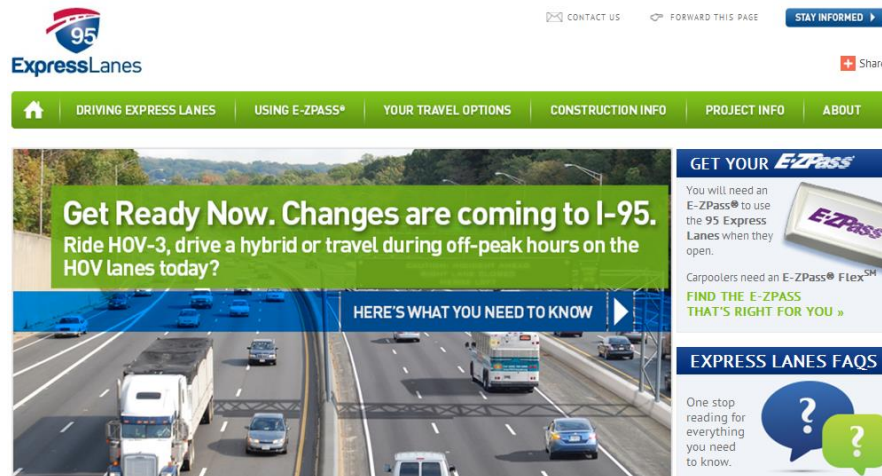 CONTACT US
FORWARD THIS PAGE
STAY INFORMED
95
ExpressLanes
Share
DRIVING EXPRESS LANES
USING E-ZPASS®
YOUR TRAVEL OPTIONS
CONSTRUCTION INFO
PROJECT INFO
ABOUT
Get Ready Now. Changes are coming to I-95.
Ride HOV-3, drive a hybrid or travel during off-peak hours on the
HOV lanes today?
HERE'S WHAT YOU NEED TO KNOW
GET YOUR E-ZPass
You will need an
E-ZPass® to use
the 95 Express
Lanes when they
open.
E-ZPass
Carpoolers need an E-ZPass® Flex℠
FIND THE E-ZPASS
THAT'S RIGHT FOR YOU »
EXPRESS LANES FAQS
One stop
reading for
everything
you need
to know.
?
?